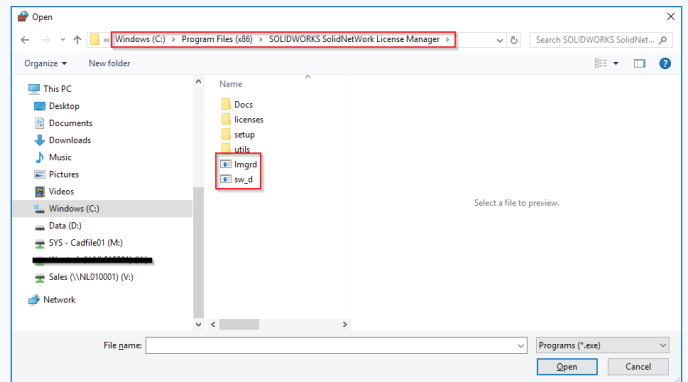 Open
« Windows (C:) › Program Files (x86) › SOLIDWORKS SolidNetWork License Manager ›
Search SOLIDWORKS SolidNet...
Organize
New folder
This PC
Desktop
Documents
Downloads
Music
Pictures
Videos
Windows (C:)
Data (D:)
SYS - Cadfile01 (M:)
Sales (\\NL010001) (V:)
Network
Name
Docs
licenses
setup
utils
lmgrd
sw_d
Select a file to preview.
File name:
Programs (*.exe)
Open
Cancel